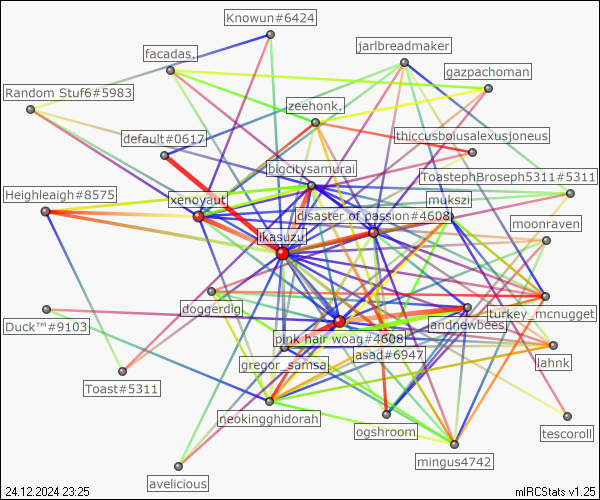 Knowun#6424
facadas.
jarlbreadmaker
gazpachoman
Random Stuf6#5983
zeehonk.
default#0617
thiccusboiusalexusjoneus
bigcitysamurai
ToastephBroseph5311#5311
Heighleaigh#8575
xenoyaut
mukszi
disaster of passion#4608
moonraven
ikasuzu
doggerdig
turkey_mcnugget
Duck™#9103
andnewbees
pink hair woag#4608
asad#6947
gregor_samsa
lahnk
Toast#5311
neokingghidorah
ogshroom
tescoroll
mingus4742
avelicious
24.12.2024 23:25
mIRCStats v1.25